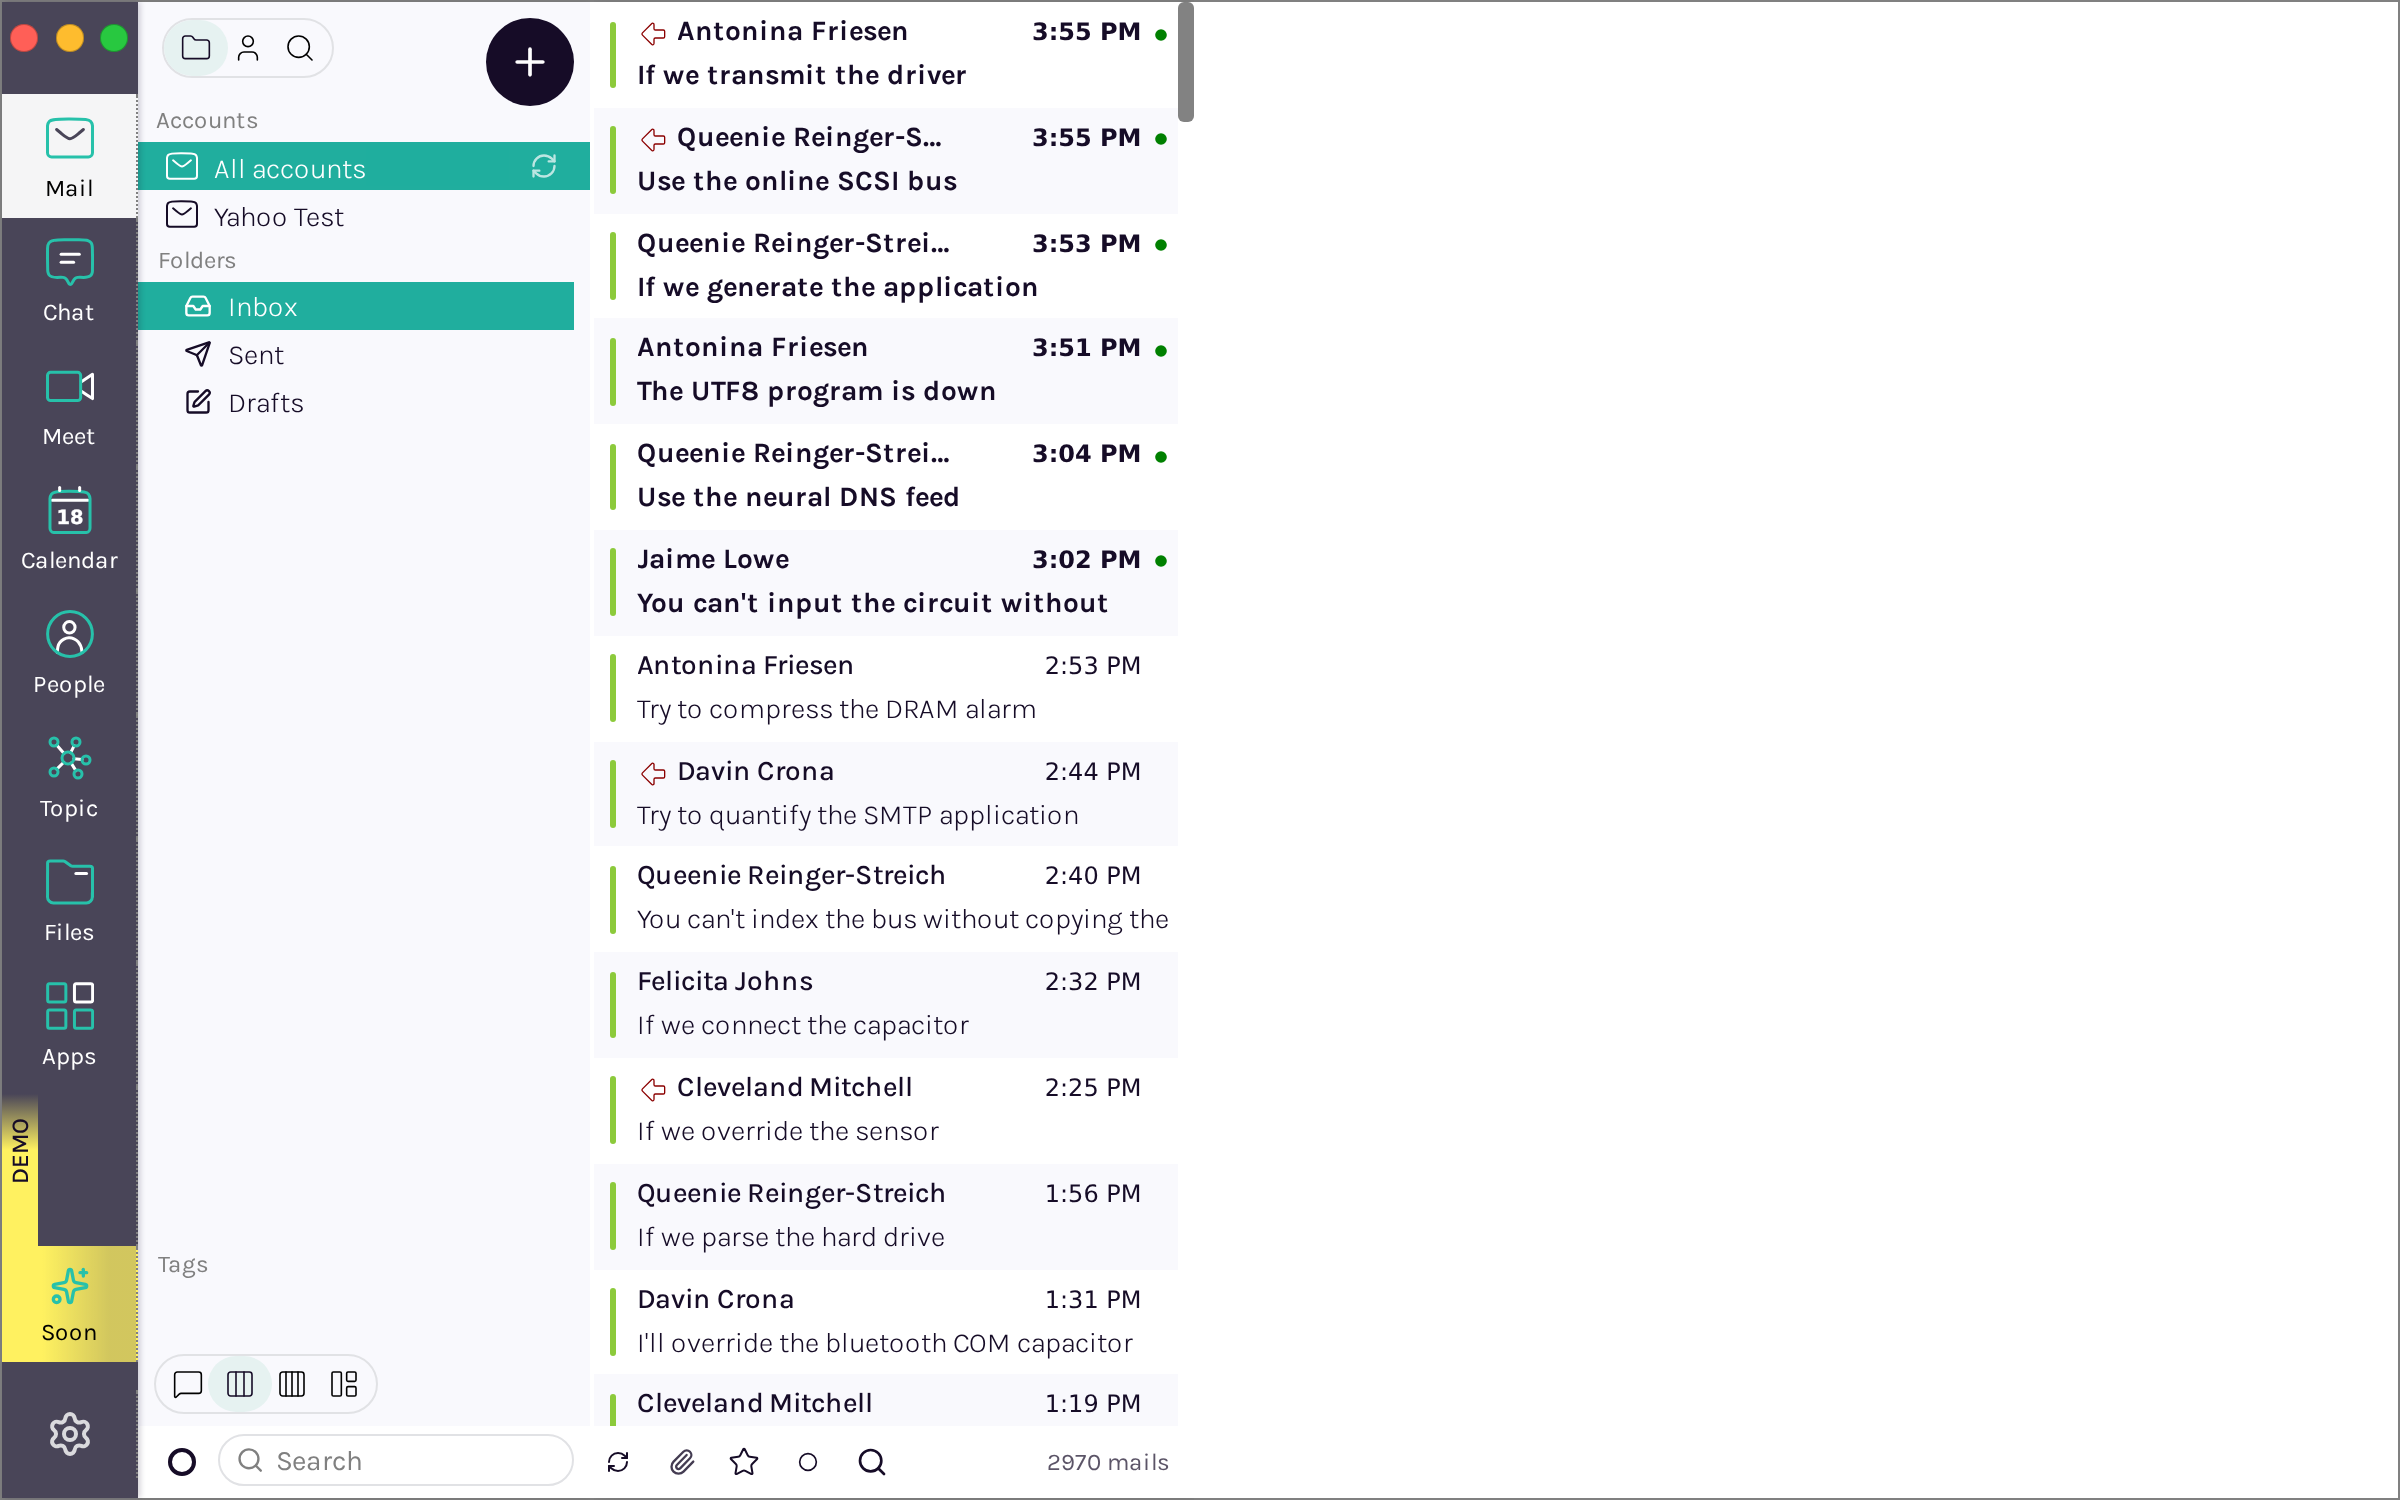 Mail
Chat
Meet
18
Calendar
People
Topic
Files
Apps
DEMO
Soon
Accounts
All accounts
Yahoo Test
Folders
Inbox
Sent
Drafts
Tags
Search
Antonina Friesen 3:55 PM
If we transmit the driver
Queenie Reinger-S... 3:55 PM
Use the online SCSI bus
Queenie Reinger-Strei... 3:53 PM
If we generate the application
Antonina Friesen 3:51 PM
The UTF8 program is down
Queenie Reinger-Strei... 3:04 PM
Use the neural DNS feed
Jaime Lowe 3:02 PM
You can't input the circuit without
Antonina Friesen 2:53 PM
Try to compress the DRAM alarm
Davin Crona 2:44 PM
Try to quantify the SMTP application
Queenie Reinger-Streich 2:40 PM
You can't index the bus without copying the
Felicita Johns 2:32 PM
If we connect the capacitor
Cleveland Mitchell 2:25 PM
If we override the sensor
Queenie Reinger-Streich 1:56 PM
If we parse the hard drive
Davin Crona 1:31 PM
I'll override the bluetooth COM capacitor
Cleveland Mitchell 1:19 PM
2970 mails